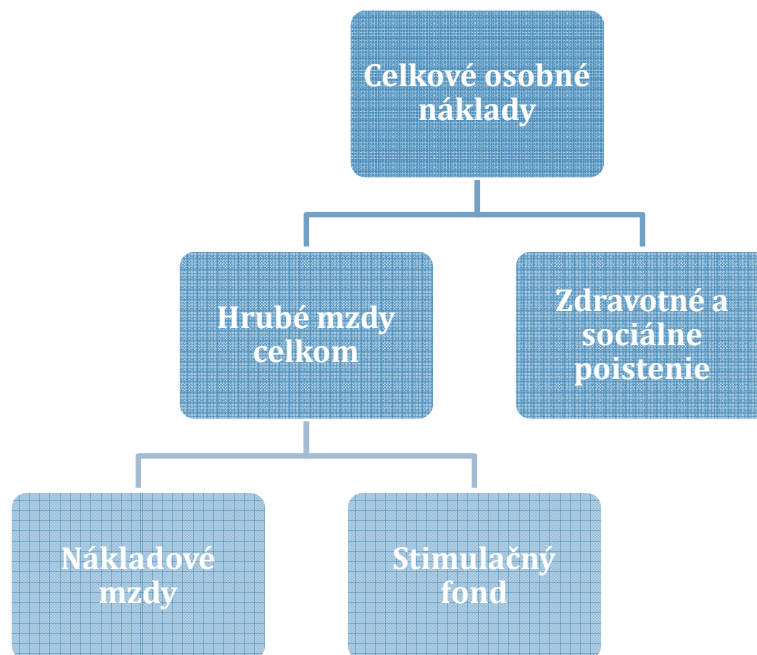 Celkové osobné
náklady
Hrubé mzdy
celkom
Zdravotné a
sociálne
poistenie
Nákladové
mzdy
Stimulačný
fond